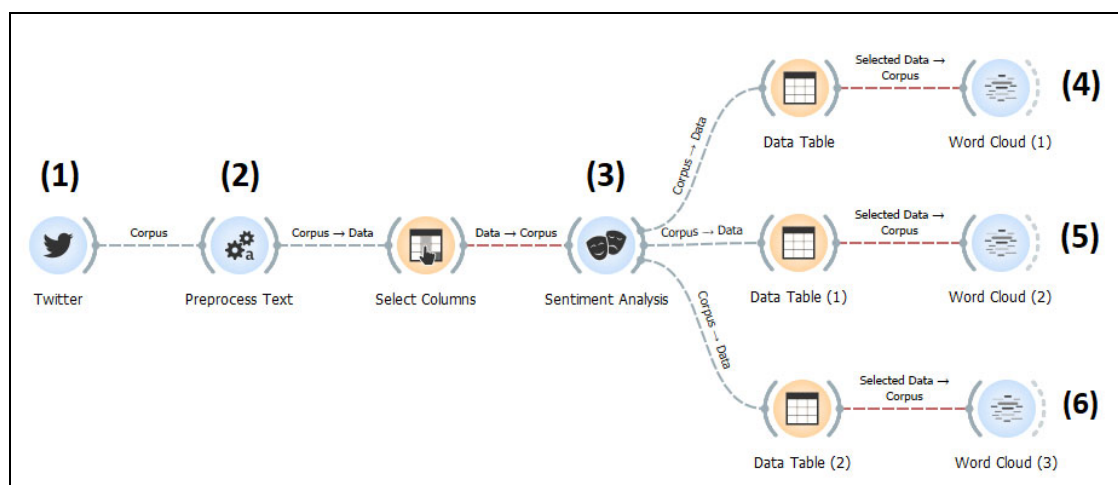 (1)
(2)
(3)
(4)
(5)
(6)
Twitter
Corpus
Preprocess Text
Corpus → Data
Select Columns
Data → Corpus
Sentiment Analysis
Corpus → Data
Data Table
Selected Data →
Corpus
Word Cloud (1)
Corpus → Data
Data Table (1)
Selected Data →
Corpus
Word Cloud (2)
Corpus → Data
Data Table (2)
Selected Data →
Corpus
Word Cloud (3)
a